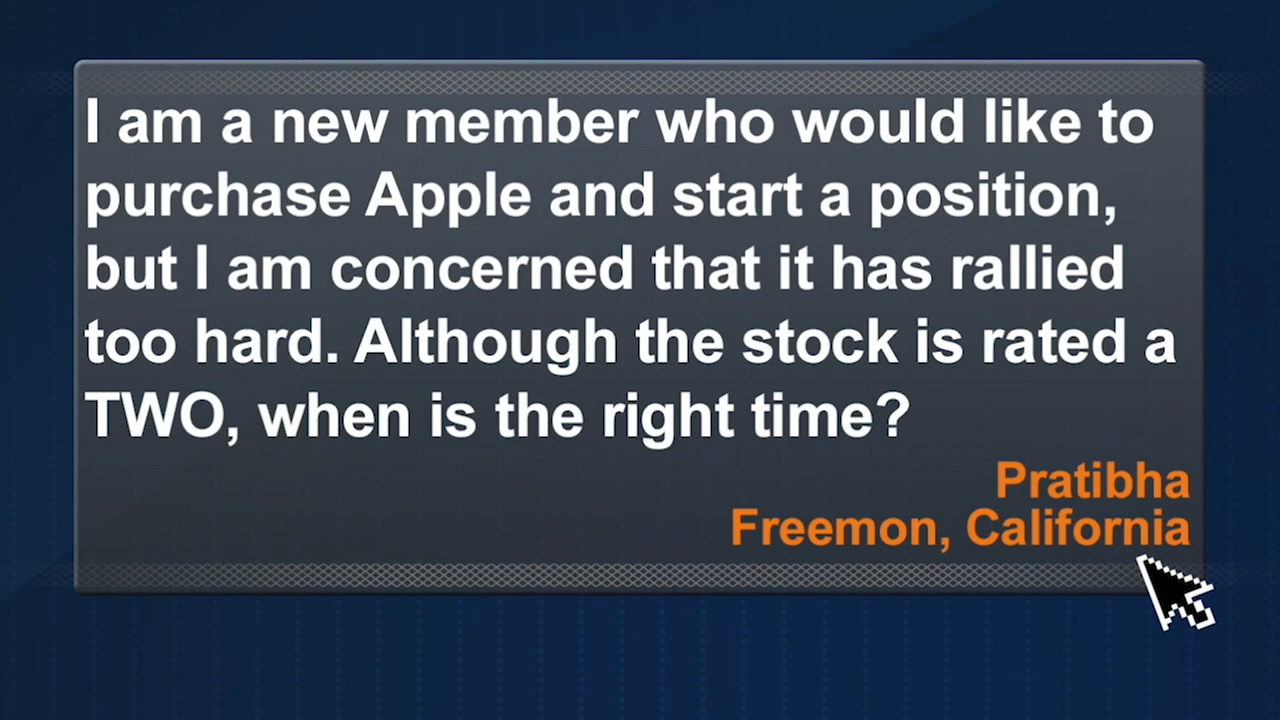 I am a new member who would like to
purchase Apple and start a position,
but I am concerned that it has rallied
too hard. Although the stock is rated a
TWO, when is the right time?
Pratibha
Freemon, California